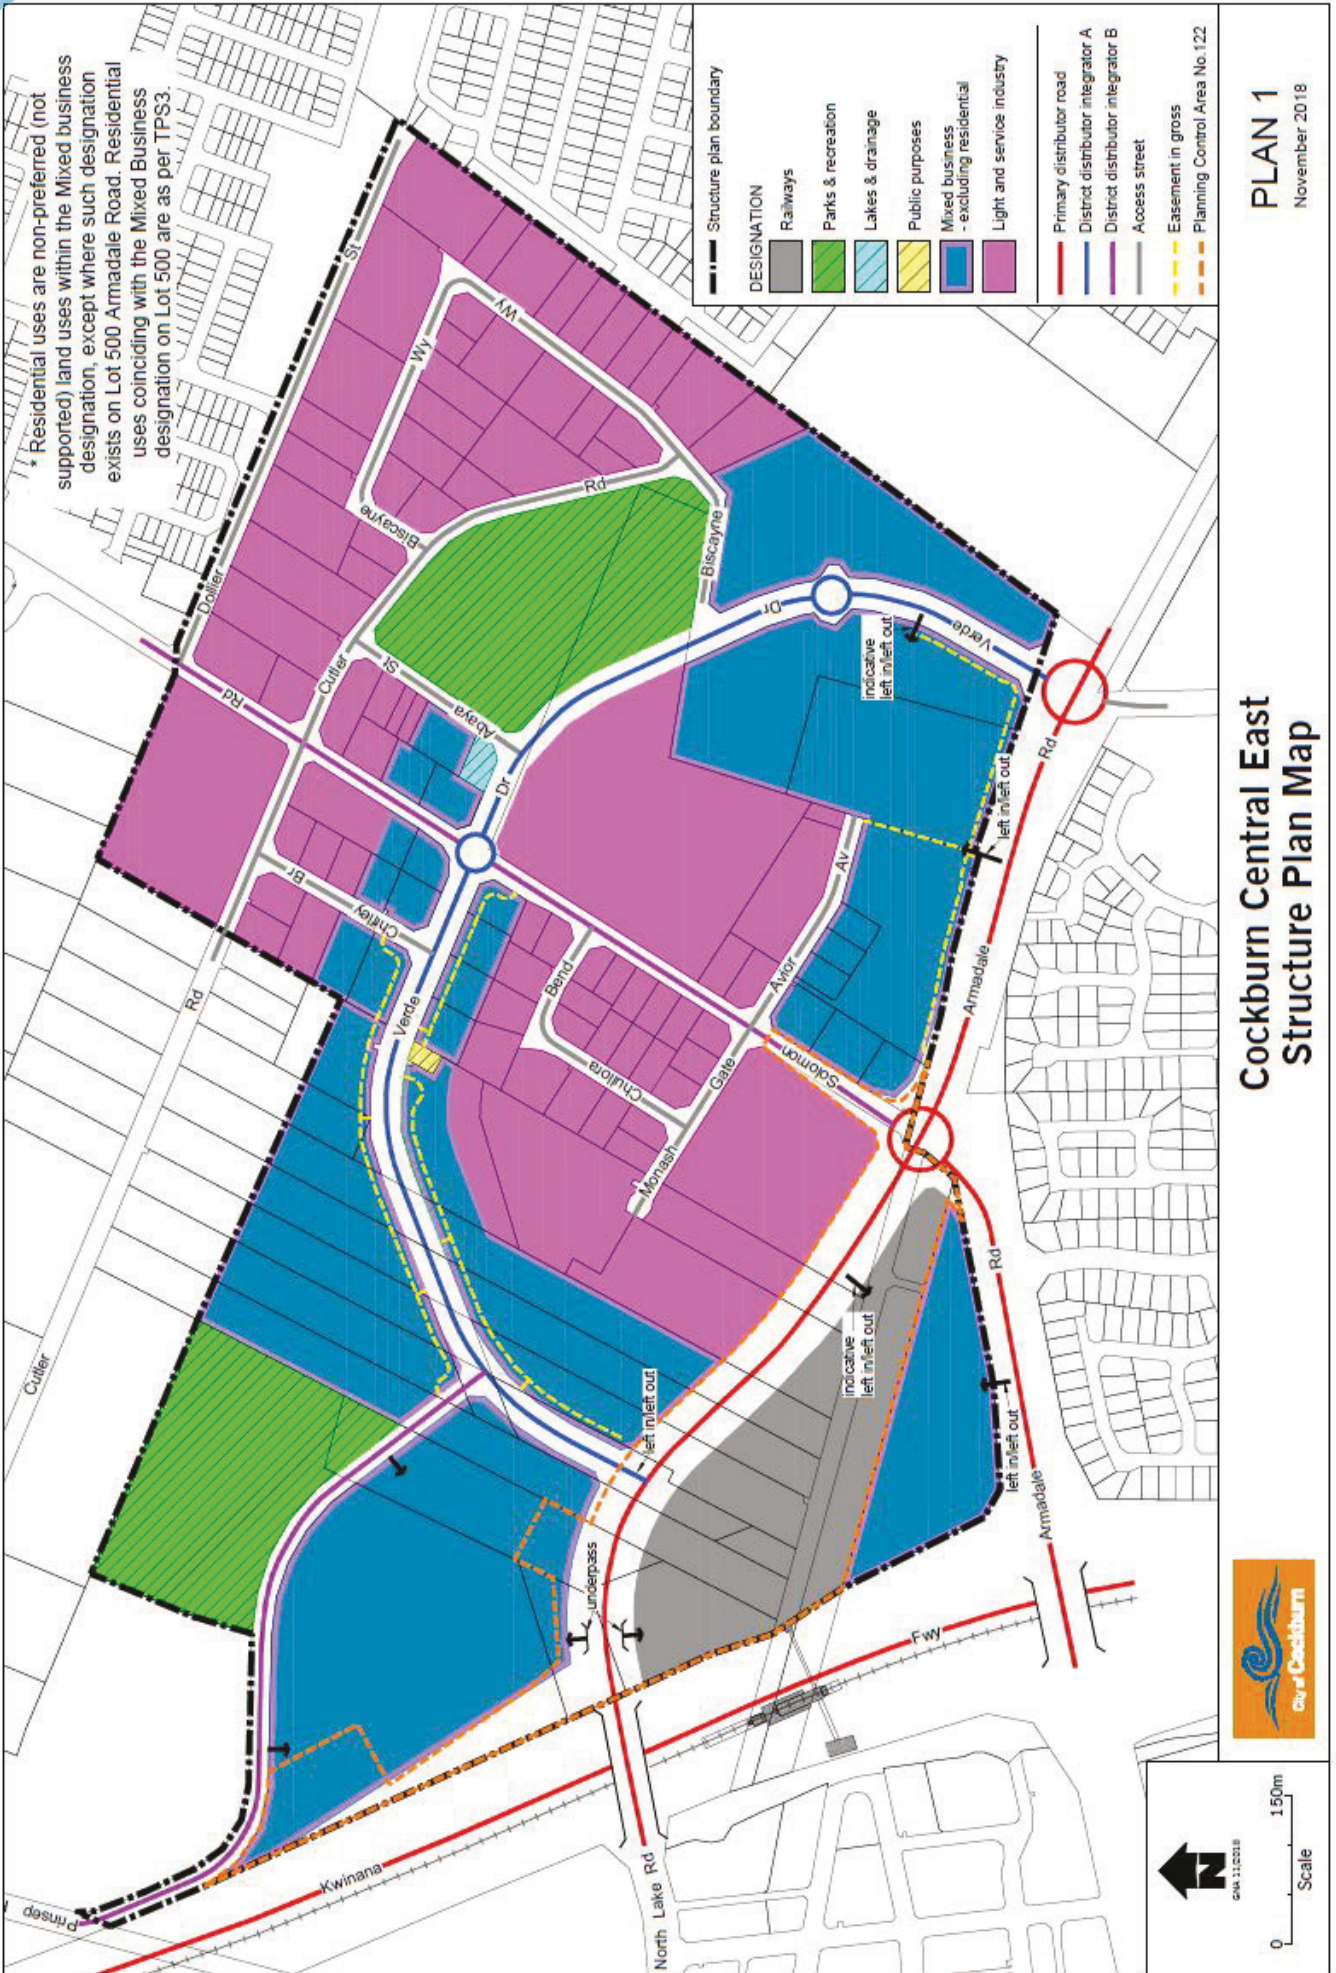 * Residential uses are non-preferred (not
supported) land uses within the Mixed business
designation, except where such designation
exists on Lot 500 Armadale Road. Residential
uses coinciding with the Mixed Business
designation on Lot 500 are as per TPS3.
Structure plan boundary
DESIGNATION
Railways
Parks & recreation
Lakes & drainage
Public purposes
Mixed business
- excluding residential
Light and service industry
Primary distributor road
District distributor integrator A
District distributor integrator B
Access street
Easement in gross
Planning Control Area No.122
PLAN 1
November 2018
Cockburn Central East
Structure Plan Map
City of Cockburn
N
GNA 11/2018
0
150m
Scale
Dollier
St
Wy
Wy
Biscayne
Rd
Biscayne
Cutler
Rd
St
Abaya
Dr
Dr
Verde
indicative
left in/left out
Rd
left in/left out
Armadale
Br
Chifley
Verde
Rd
Cutler
Bend
Chullora
Monash
Gate
Avior
Av
Solomon
indicative
left in/left out
left in/left out
left in/left out
Rd
Armadale
underpass
Fwy
Kwinana
North Lake Rd
Prinsep